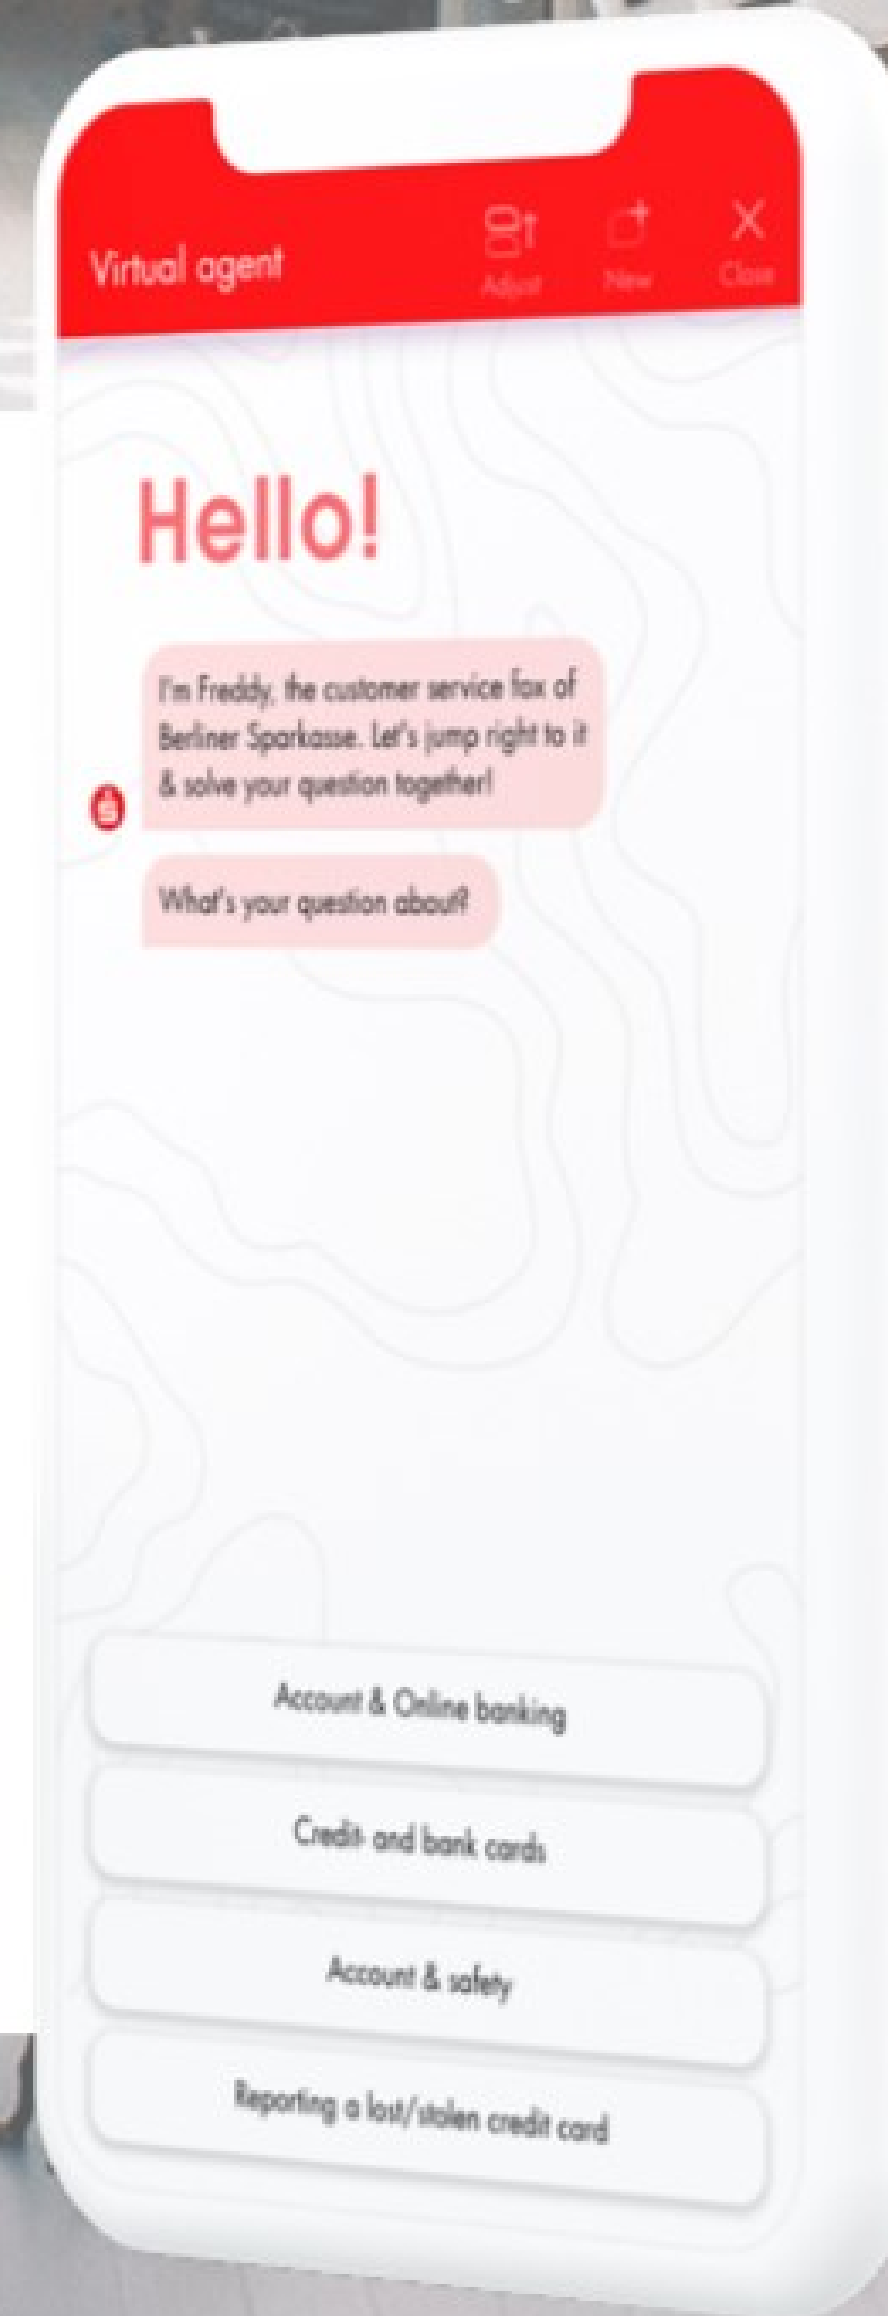 Virtual agent
Adjust
New
Close
Hello!
I'm Freddy, the customer service fox of
Berliner Sparkasse. Let's jump right to it
& solve your question together!
What's your question about?
Account & Online banking
Credit- and bank cards
Account & safety
Reporting a lost/stolen credit card